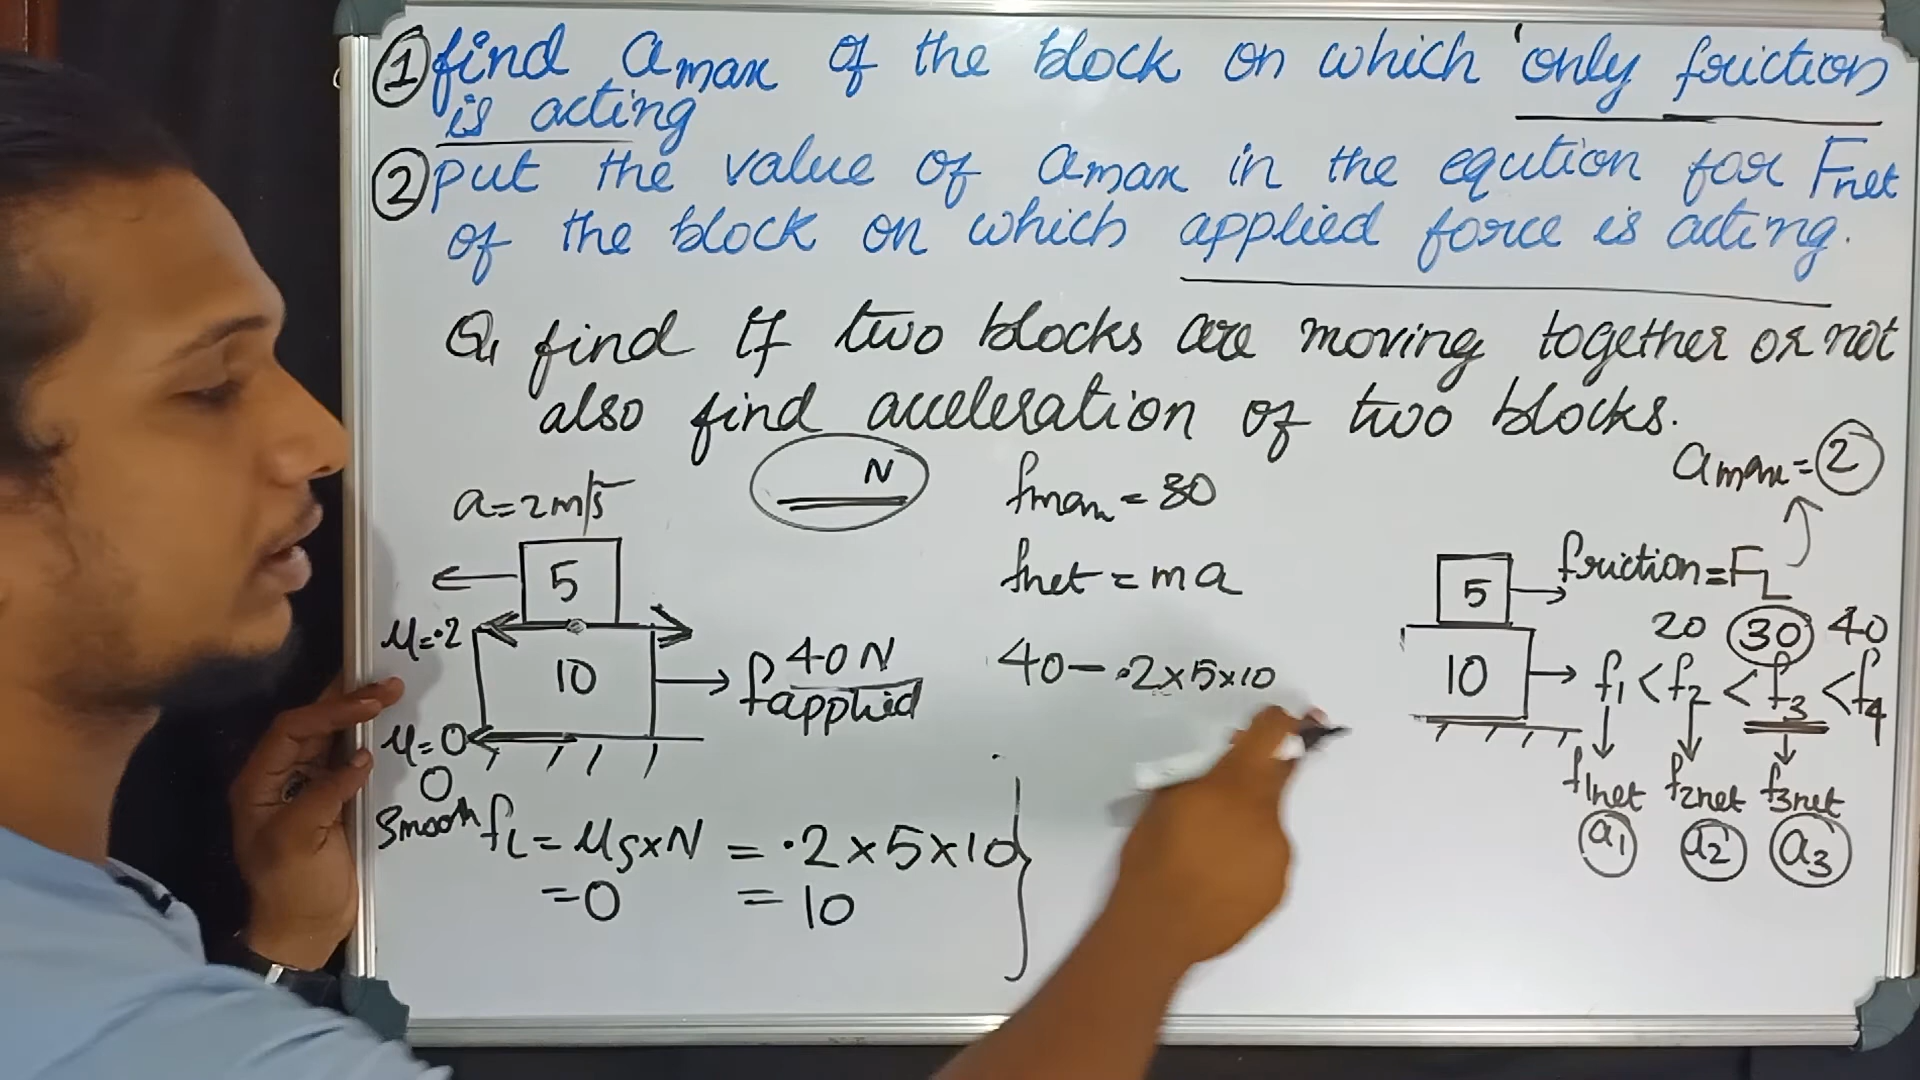 ① find amax of the block on which 'only friction
is acting
② put the value of amax in the eqution for Fnet
of the block on which applied force is acting.
Q, find If two blocks are moving together or not
also find acceleration of two blocks.
N
a=2m/s
5
μ=.2
10
40 N
fapplied
μ=0
0
Smooth
fL = μs×N = .2×5×10
=0 = 10
fmax = 30
fnet = ma
40 - .2×5×10
amax = 2
5
friction = FL
20 30 40
10
f1 < f2 < f3 < f4
f1net f2net f3net
a1 a2 a3